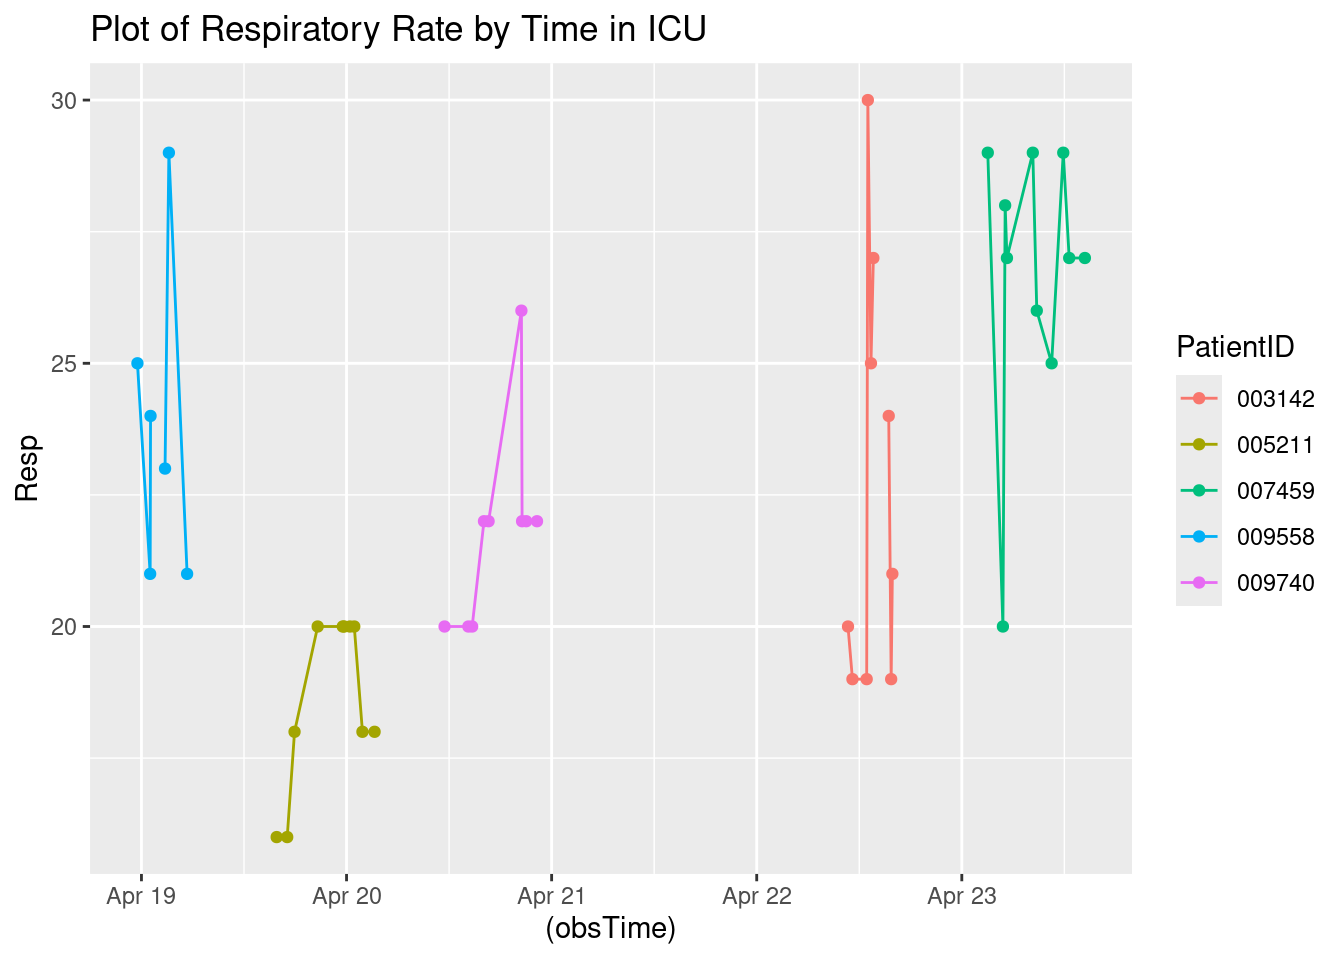 Plot of Respiratory Rate by Time in ICU
30
25
20
Resp
Apr 19
Apr 20
Apr 21
Apr 22
Apr 23
(obsTime)
PatientID
003142
005211
007459
009558
009740